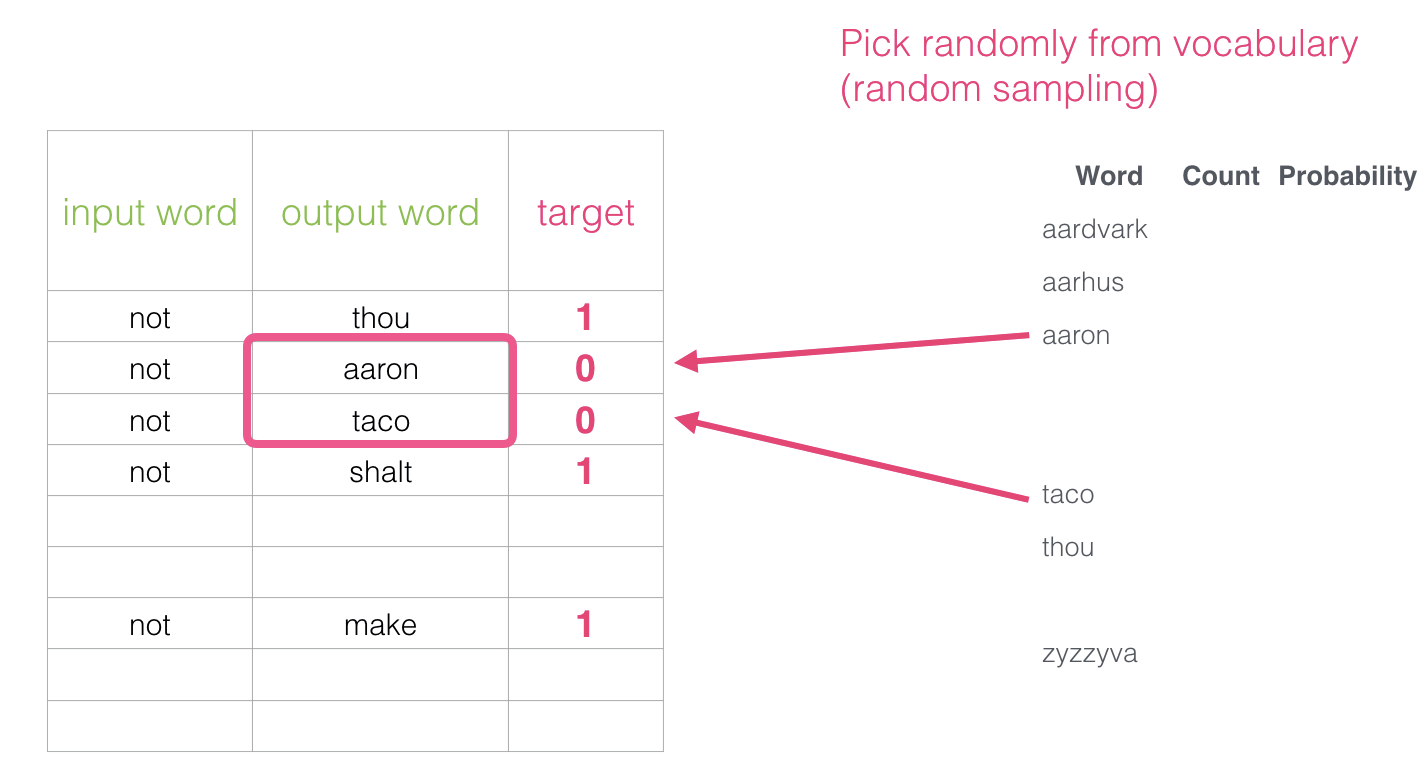 Pick randomly from vocabulary
(random sampling)
input word output word target
not thou 1
not aaron 0
not taco 0
not shalt 1
not make 1
Word Count Probability
aardvark
aarhus
aaron
taco
thou
zyzzyva